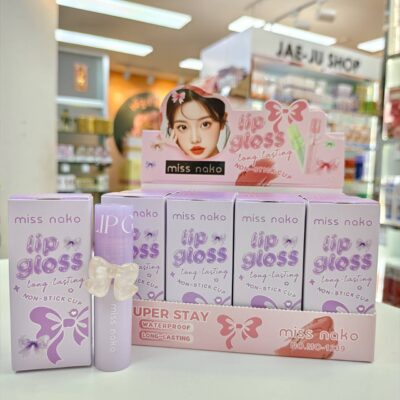 JAE-JU SHOP
lip
gloss
long-lasting
NON-STICK CUP
miss nako
miss nako
lip
gloss
long-lasting
NON-STICK CUP
LIP G
miss nako
miss nako
lip
gloss
long-lasting
NON-STICK CUP
miss nako
lip
gloss
long-lasting
NON-STICK CUP
miss nako
lip
gloss
long-lasting
NON-STICK CUP
SUPER STAY
WATERPROOF
LONG-LASTING
miss nako